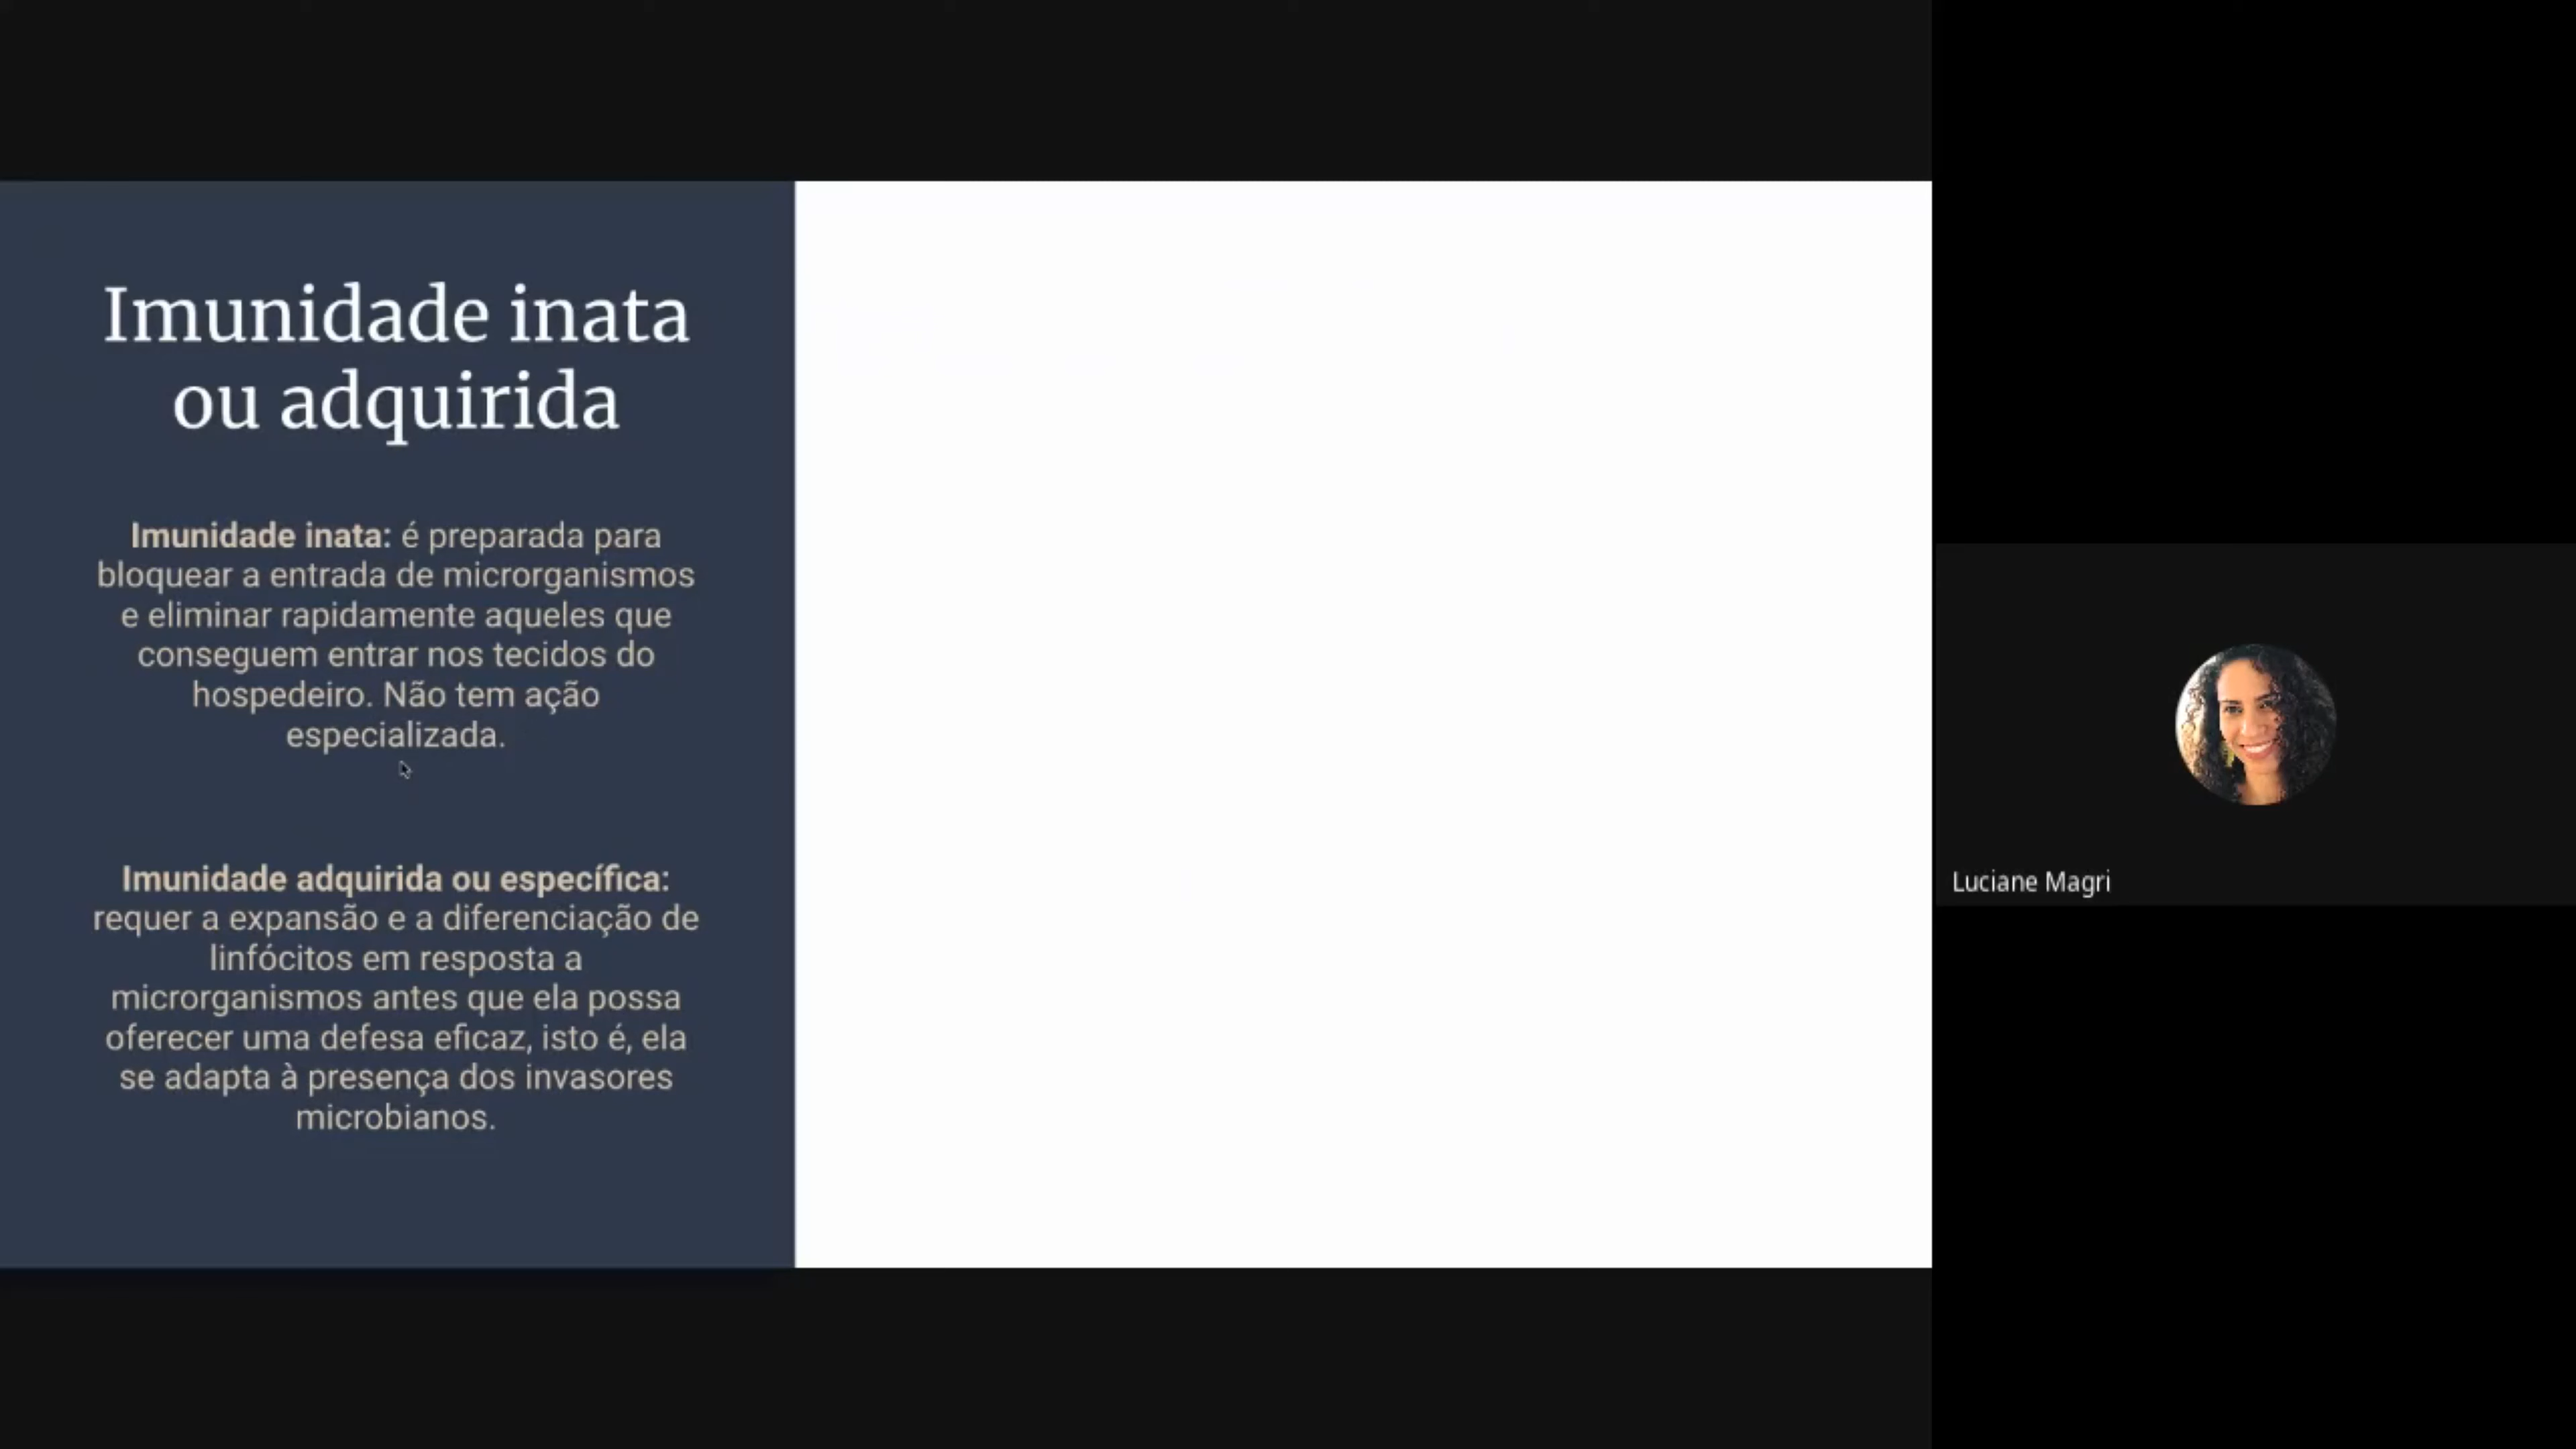 Imunidade inata
ou adquirida
Imunidade inata: é preparada para
bloquear a entrada de microrganismos
e eliminar rapidamente aqueles que
conseguem entrar nos tecidos do
hospedeiro. Não tem ação
especializada.
Imunidade adquirida ou específica:
requer a expansão e a diferenciação de
linfócitos em resposta a
microrganismos antes que ela possa
oferecer uma defesa eficaz, isto é, ela
se adapta à presença dos invasores
microbianos.
Luciane Magri